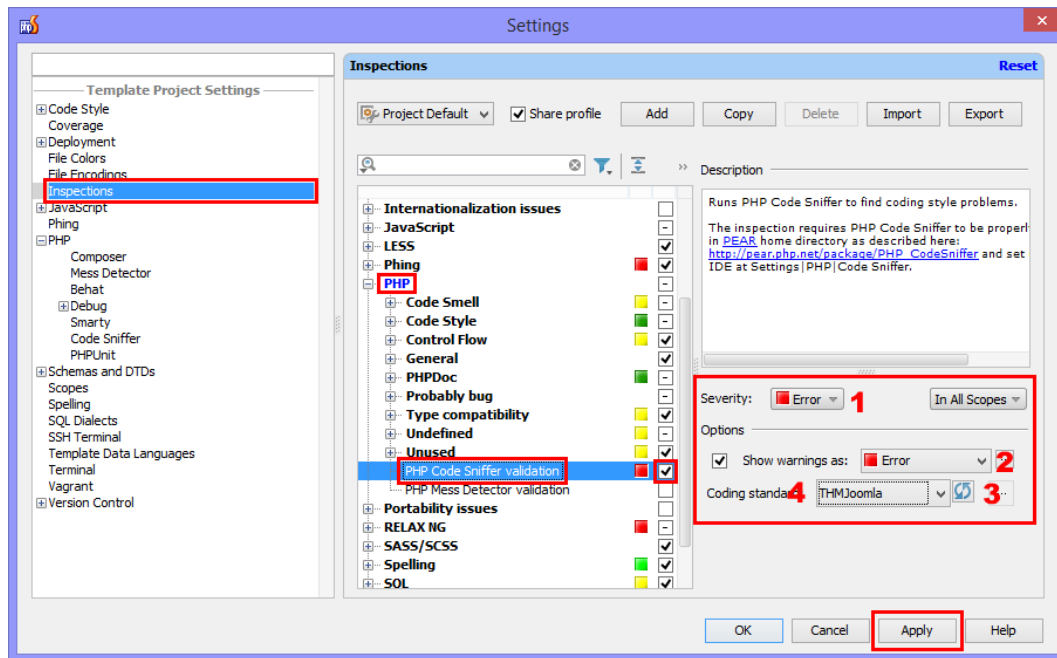 Settings
Template Project Settings
Code Style
Coverage
Deployment
File Colors
File Encodings
Inspections
JavaScript
Phing
PHP
Composer
Mess Detector
Behat
Debug
Smarty
Code Sniffer
PHPUnit
Schemas and DTDs
Scopes
Spelling
SQL Dialects
SSH Terminal
Template Data Languages
Terminal
Vagrant
Version Control
Inspections
Reset
Project Default
Share profile
Add
Copy
Delete
Import
Export
Internationalization issues
JavaScript
LESS
Phing
PHP
Code Smell
Code Style
Control Flow
General
PHPDoc
Probably bug
Type compatibility
Undefined
Unused
PHP Code Sniffer validation
PHP Mess Detector validation
Portability issues
RELAX NG
SASS/SCSS
Spelling
SQL
Description
Runs PHP Code Sniffer to find coding style problems.
The inspection requires PHP Code Sniffer to be properl
in PEAR home directory as described here:
http://pear.php.net/package/PHP_CodeSniffer and set
IDE at Settings|PHP|Code Sniffer.
Severity: Error 1 In All Scopes
Options
Show warnings as: Error 2
Coding standard 4 THMJoomla 3
OK
Cancel
Apply
Help